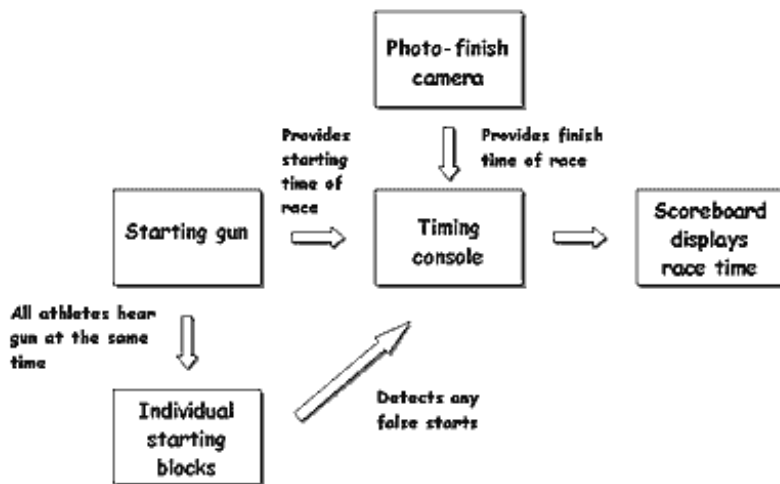 Photo-finish
camera
Provides
starting
time of
race
Provides finish
time of race
Starting gun
Timing
console
Scoreboard
displays
race time
All athletes hear
gun at the same
time
Individual
starting
blocks
Detects any
false starts